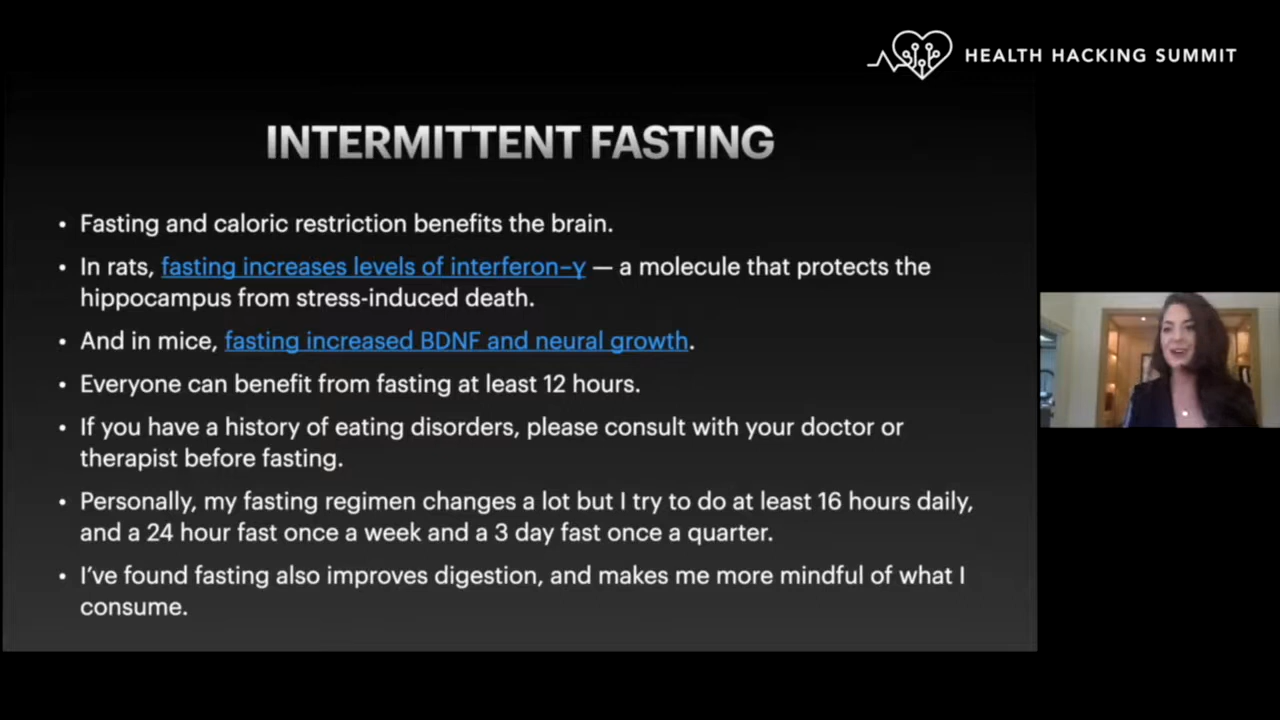 HEALTH HACKING SUMMIT
INTERMITTENT FASTING
• Fasting and caloric restriction benefits the brain.
• In rats, fasting increases levels of interferon–γ — a molecule that protects the
hippocampus from stress-induced death.
• And in mice, fasting increased BDNF and neural growth.
• Everyone can benefit from fasting at least 12 hours.
• If you have a history of eating disorders, please consult with your doctor or
therapist before fasting.
• Personally, my fasting regimen changes a lot but I try to do at least 16 hours daily,
and a 24 hour fast once a week and a 3 day fast once a quarter.
• I’ve found fasting also improves digestion, and makes me more mindful of what I
consume.